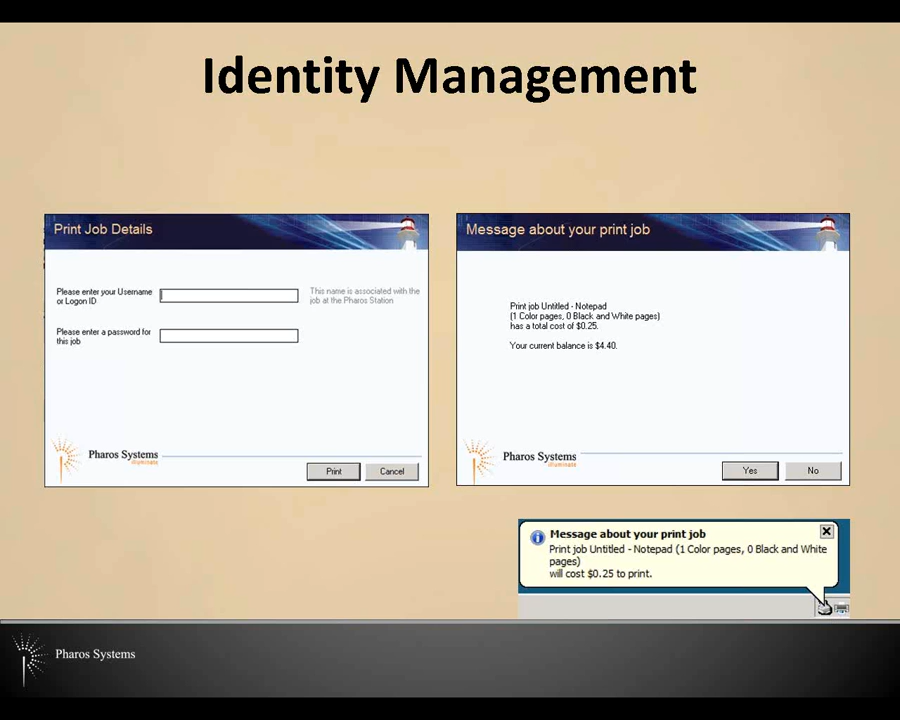 Identity Management
Print Job Details
Please enter your Username
or Logon ID
This name is associated with the
job at the Pharos Station
Please enter a password for
this job
Pharos Systems
illuminate
Print
Cancel
Message about your print job
Print job Untitled - Notepad
(1 Color pages, 0 Black and White pages)
has a total cost of $0.25.
Your current balance is $4.40.
Pharos Systems
illuminate
Yes
No
Message about your print job
Print job Untitled - Notepad (1 Color pages, 0 Black and White
pages)
will cost $0.25 to print.
Pharos Systems